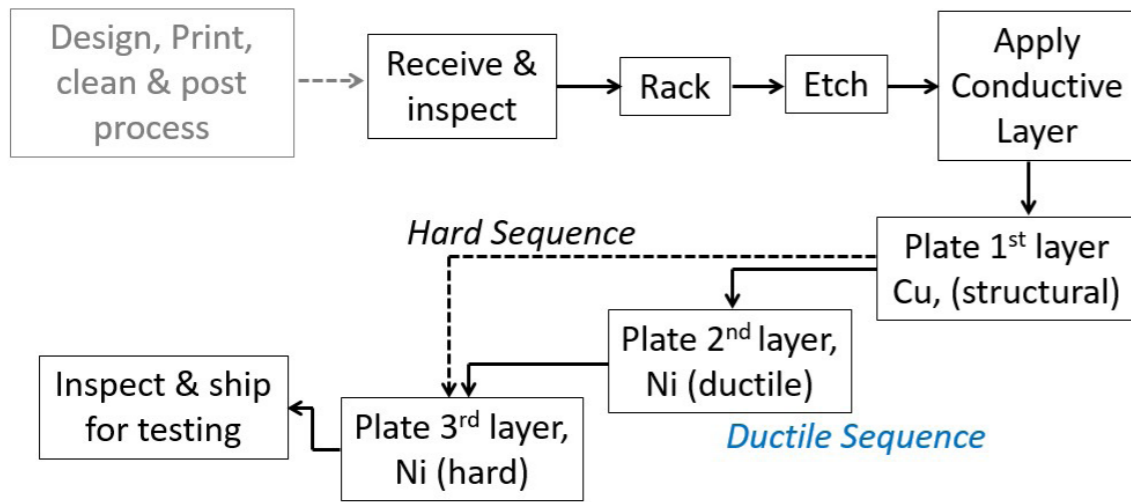 Design, Print,
clean & post
process
Receive &
inspect
Rack
Etch
Apply
Conductive
Layer
Hard Sequence
Plate 1st layer
Cu, (structural)
Plate 2nd layer,
Ni (ductile)
Ductile Sequence
Plate 3rd layer,
Ni (hard)
Inspect & ship
for testing